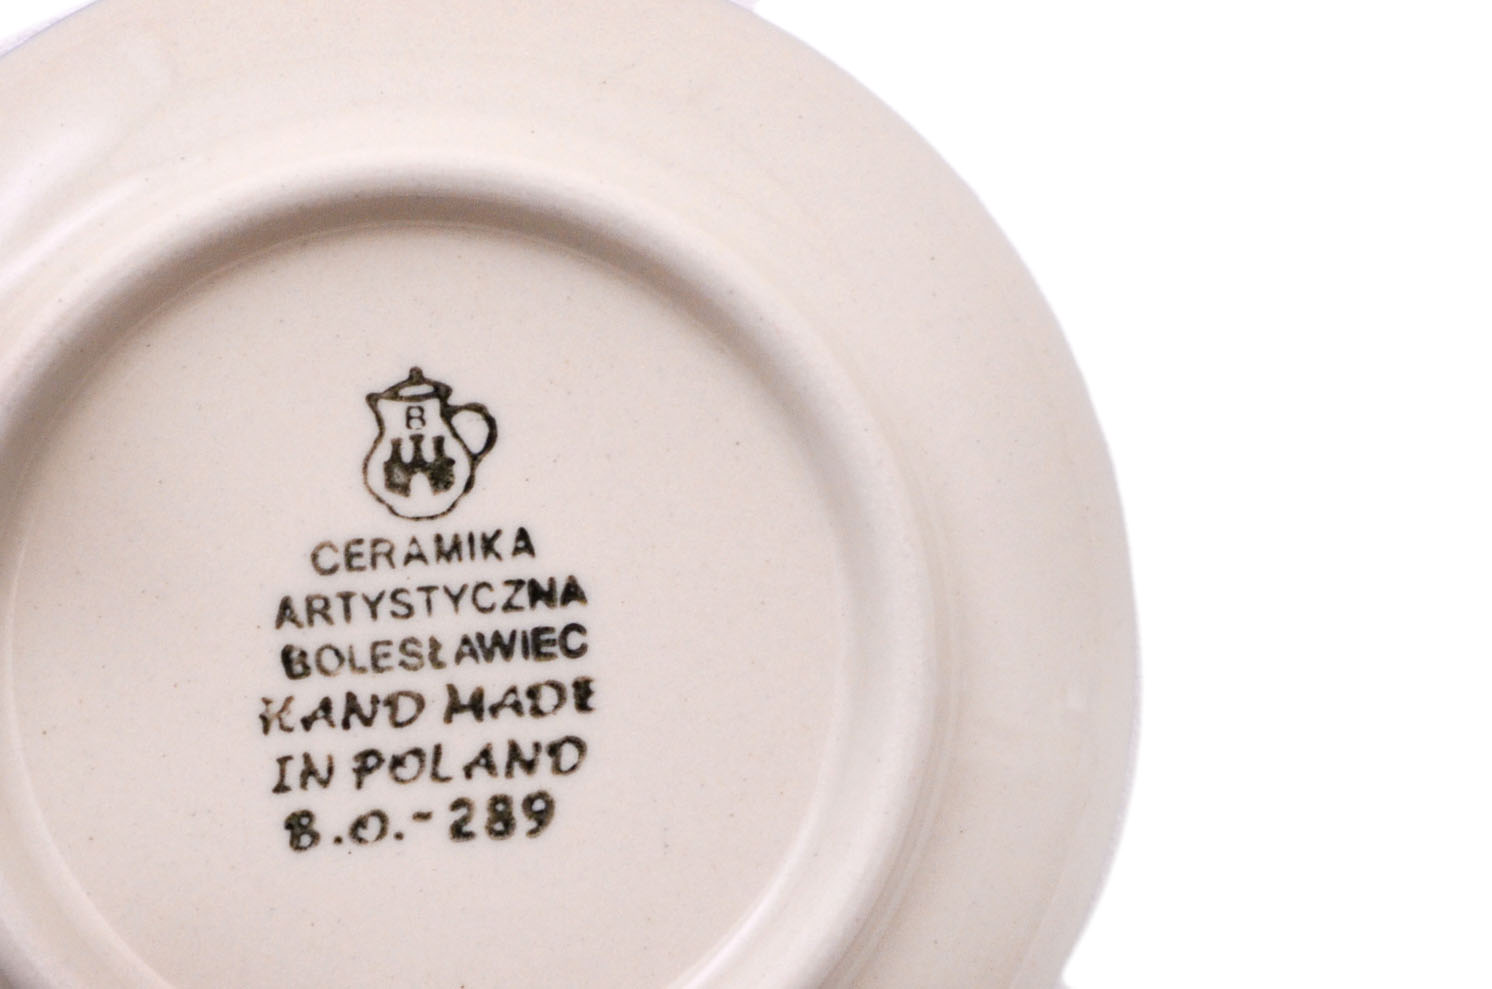 B
CERAMIKA
ARTYSTYCZNA
BOLESŁAWIEC
HAND MADE
IN POLAND
B.O.-289